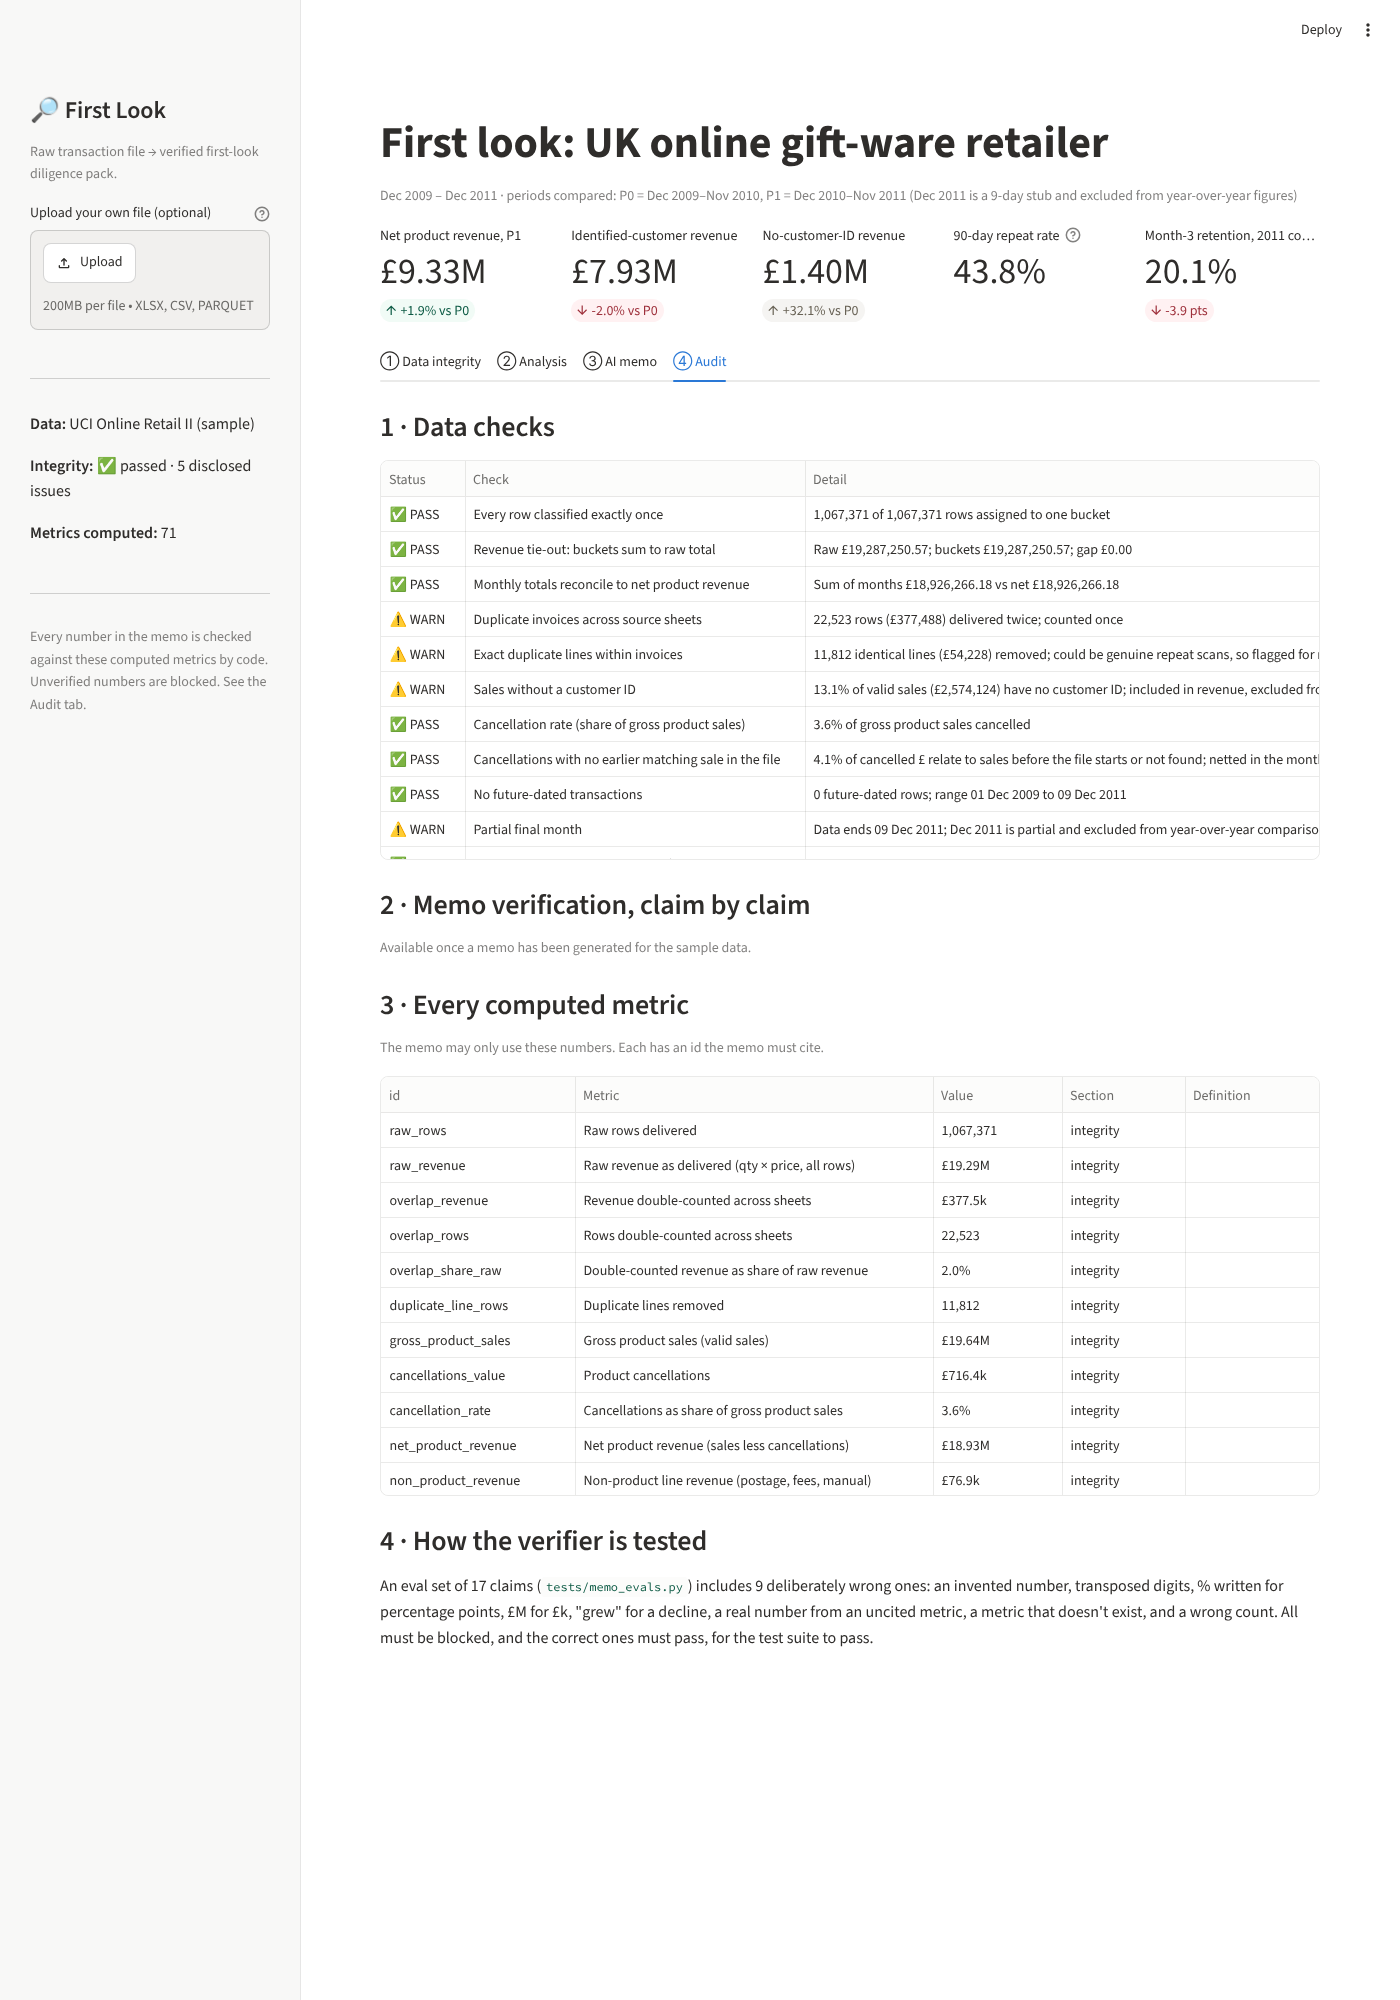 Deploy
🔎 First Look
Raw transaction file → verified first-look
diligence pack.
Upload your own file (optional)
Upload
200MB per file • XLSX, CSV, PARQUET
Data: UCI Online Retail II (sample)
Integrity: ✅ passed · 5 disclosed
issues
Metrics computed: 71
Every number in the memo is checked
against these computed metrics by code.
Unverified numbers are blocked. See the
Audit tab.
First look: UK online gift-ware retailer
Dec 2009 – Dec 2011 · periods compared: P0 = Dec 2009–Nov 2010, P1 = Dec 2010–Nov 2011 (Dec 2011 is a 9-day stub and excluded from year-over-year figures)
Net product revenue, P1 Identified-customer revenue No-customer-ID revenue 90-day repeat rate Month-3 retention, 2011 co…
£9.33M £7.93M £1.40M 43.8% 20.1%
↑ +1.9% vs P0 ↓ -2.0% vs P0 ↑ +32.1% vs P0 ↓ -3.9 pts
① Data integrity ② Analysis ③ AI memo ④ Audit
1 · Data checks
Status Check Detail
✅ PASS Every row classified exactly once 1,067,371 of 1,067,371 rows assigned to one bucket
✅ PASS Revenue tie-out: buckets sum to raw total Raw £19,287,250.57; buckets £19,287,250.57; gap £0.00
✅ PASS Monthly totals reconcile to net product revenue Sum of months £18,926,266.18 vs net £18,926,266.18
⚠️ WARN Duplicate invoices across source sheets 22,523 rows (£377,488) delivered twice; counted once
⚠️ WARN Exact duplicate lines within invoices 11,812 identical lines (£54,228) removed; could be genuine repeat scans, so flagged for
⚠️ WARN Sales without a customer ID 13.1% of valid sales (£2,574,124) have no customer ID; included in revenue, excluded
✅ PASS Cancellation rate (share of gross product sales) 3.6% of gross product sales cancelled
✅ PASS Cancellations with no earlier matching sale in the file 4.1% of cancelled £ relate to sales before the file starts or not found; netted in the
✅ PASS No future-dated transactions 0 future-dated rows; range 01 Dec 2009 to 09 Dec 2011
⚠️ WARN Partial final month Data ends 09 Dec 2011; Dec 2011 is partial and excluded from year-over-year
2 · Memo verification, claim by claim
Available once a memo has been generated for the sample data.
3 · Every computed metric
The memo may only use these numbers. Each has an id the memo must cite.
id Metric Value Section Definition
raw_rows Raw rows delivered 1,067,371 integrity
raw_revenue Raw revenue as delivered (qty × price, all rows) £19.29M integrity
overlap_revenue Revenue double-counted across sheets £377.5k integrity
overlap_rows Rows double-counted across sheets 22,523 integrity
overlap_share_raw Double-counted revenue as share of raw revenue 2.0% integrity
duplicate_line_rows Duplicate lines removed 11,812 integrity
gross_product_sales Gross product sales (valid sales) £19.64M integrity
cancellations_value Product cancellations £716.4k integrity
cancellation_rate Cancellations as share of gross product sales 3.6% integrity
net_product_revenue Net product revenue (sales less cancellations) £18.93M integrity
non_product_revenue Non-product line revenue (postage, fees, manual) £76.9k integrity
4 · How the verifier is tested
An eval set of 17 claims ( tests/memo_evals.py ) includes 9 deliberately wrong ones: an invented number, transposed digits, % written for
percentage points, £M for £k, "grew" for a decline, a real number from an uncited metric, a metric that doesn't exist, and a wrong count. All
must be blocked, and the correct ones must pass, for the test suite to pass.